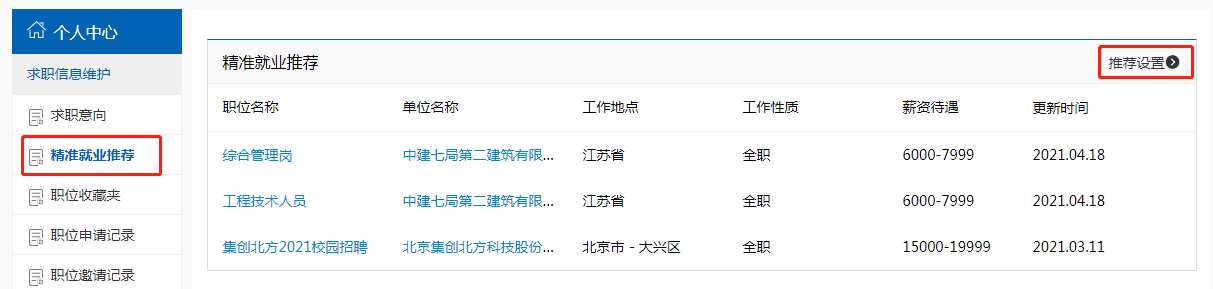 个人中心
求职信息维护
求职意向
精准就业推荐
职位收藏夹
职位申请记录
职位邀请记录
精准就业推荐 推荐设置
职位名称 单位名称 工作地点 工作性质 薪资待遇 更新时间
综合管理岗 中建七局第二建筑有限... 江苏省 全职 6000-7999 2021.04.18
工程技术人员 中建七局第二建筑有限... 江苏省 全职 6000-7999 2021.04.18
集创北方2021校园招聘 北京集创北方科技股份... 北京市 - 大兴区 全职 15000-19999 2021.03.11